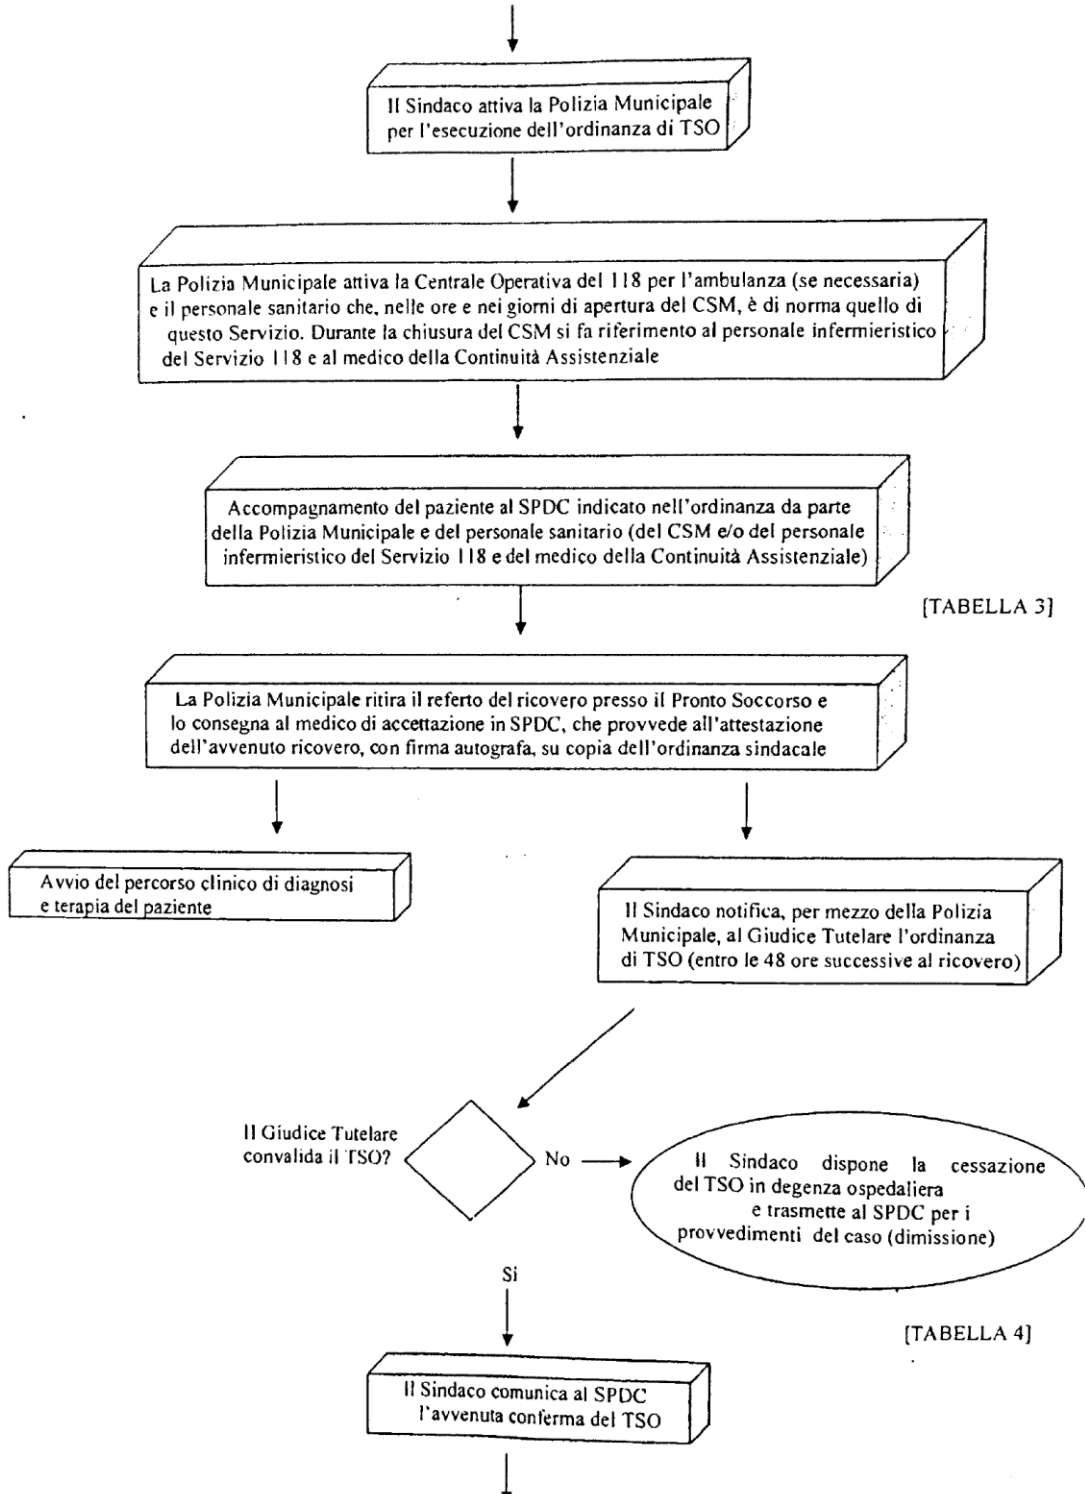 Il Sindaco attiva la Polizia Municipale
per l'esecuzione dell'ordinanza di TSO
La Polizia Municipale attiva la Centrale Operativa del 118 per l'ambulanza (se necessaria)
e il personale sanitario che, nelle ore e nei giorni di apertura del CSM, è di norma quello di
questo Servizio. Durante la chiusura del CSM si fa riferimento al personale infermieristico
del Servizio 118 e al medico della Continuità Assistenziale
Accompagnamento del paziente al SPDC indicato nell'ordinanza da parte
della Polizia Municipale e del personale sanitario (del CSM e/o del personale
infermieristico del Servizio 118 e del medico della Continuità Assistenziale)
[TABELLA 3]
La Polizia Municipale ritira il referto del ricovero presso il Pronto Soccorso e
lo consegna al medico di accettazione in SPDC, che provvede all'attestazione
dell'avvenuto ricovero, con firma autografa, su copia dell'ordinanza sindacale
Avvio del percorso clinico di diagnosi
e terapia del paziente
Il Sindaco notifica, per mezzo della Polizia
Municipale, al Giudice Tutelare l'ordinanza
di TSO (entro le 48 ore successive al ricovero)
Il Giudice Tutelare
convalida il TSO?
No
Il Sindaco dispone la cessazione
del TSO in degenza ospedaliera
e trasmette al SPDC per i
provvedimenti del caso (dimissione)
Si
[TABELLA 4]
Il Sindaco comunica al SPDC
l'avvenuta conferma del TSO